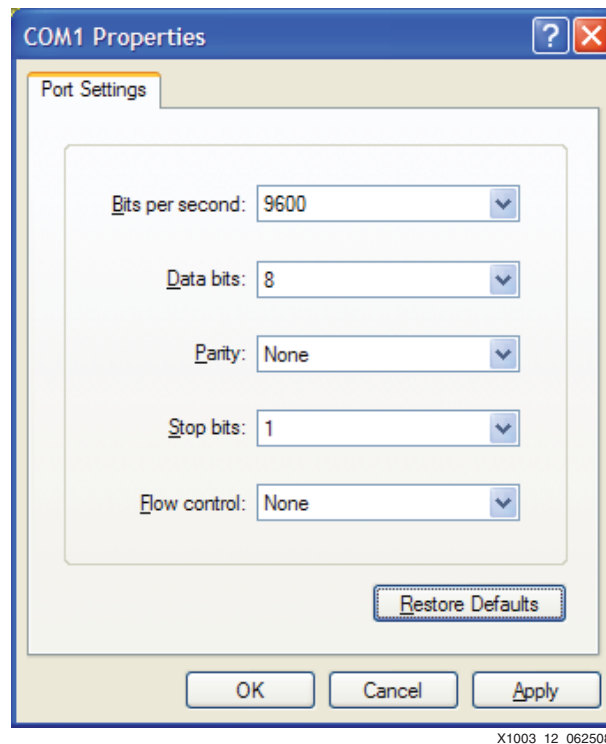 COM1 Properties
?
Port Settings
Bits per second: 9600
Data bits: 8
Parity: None
Stop bits: 1
Flow control: None
Restore Defaults
OK Cancel Apply
X1003_12_062508